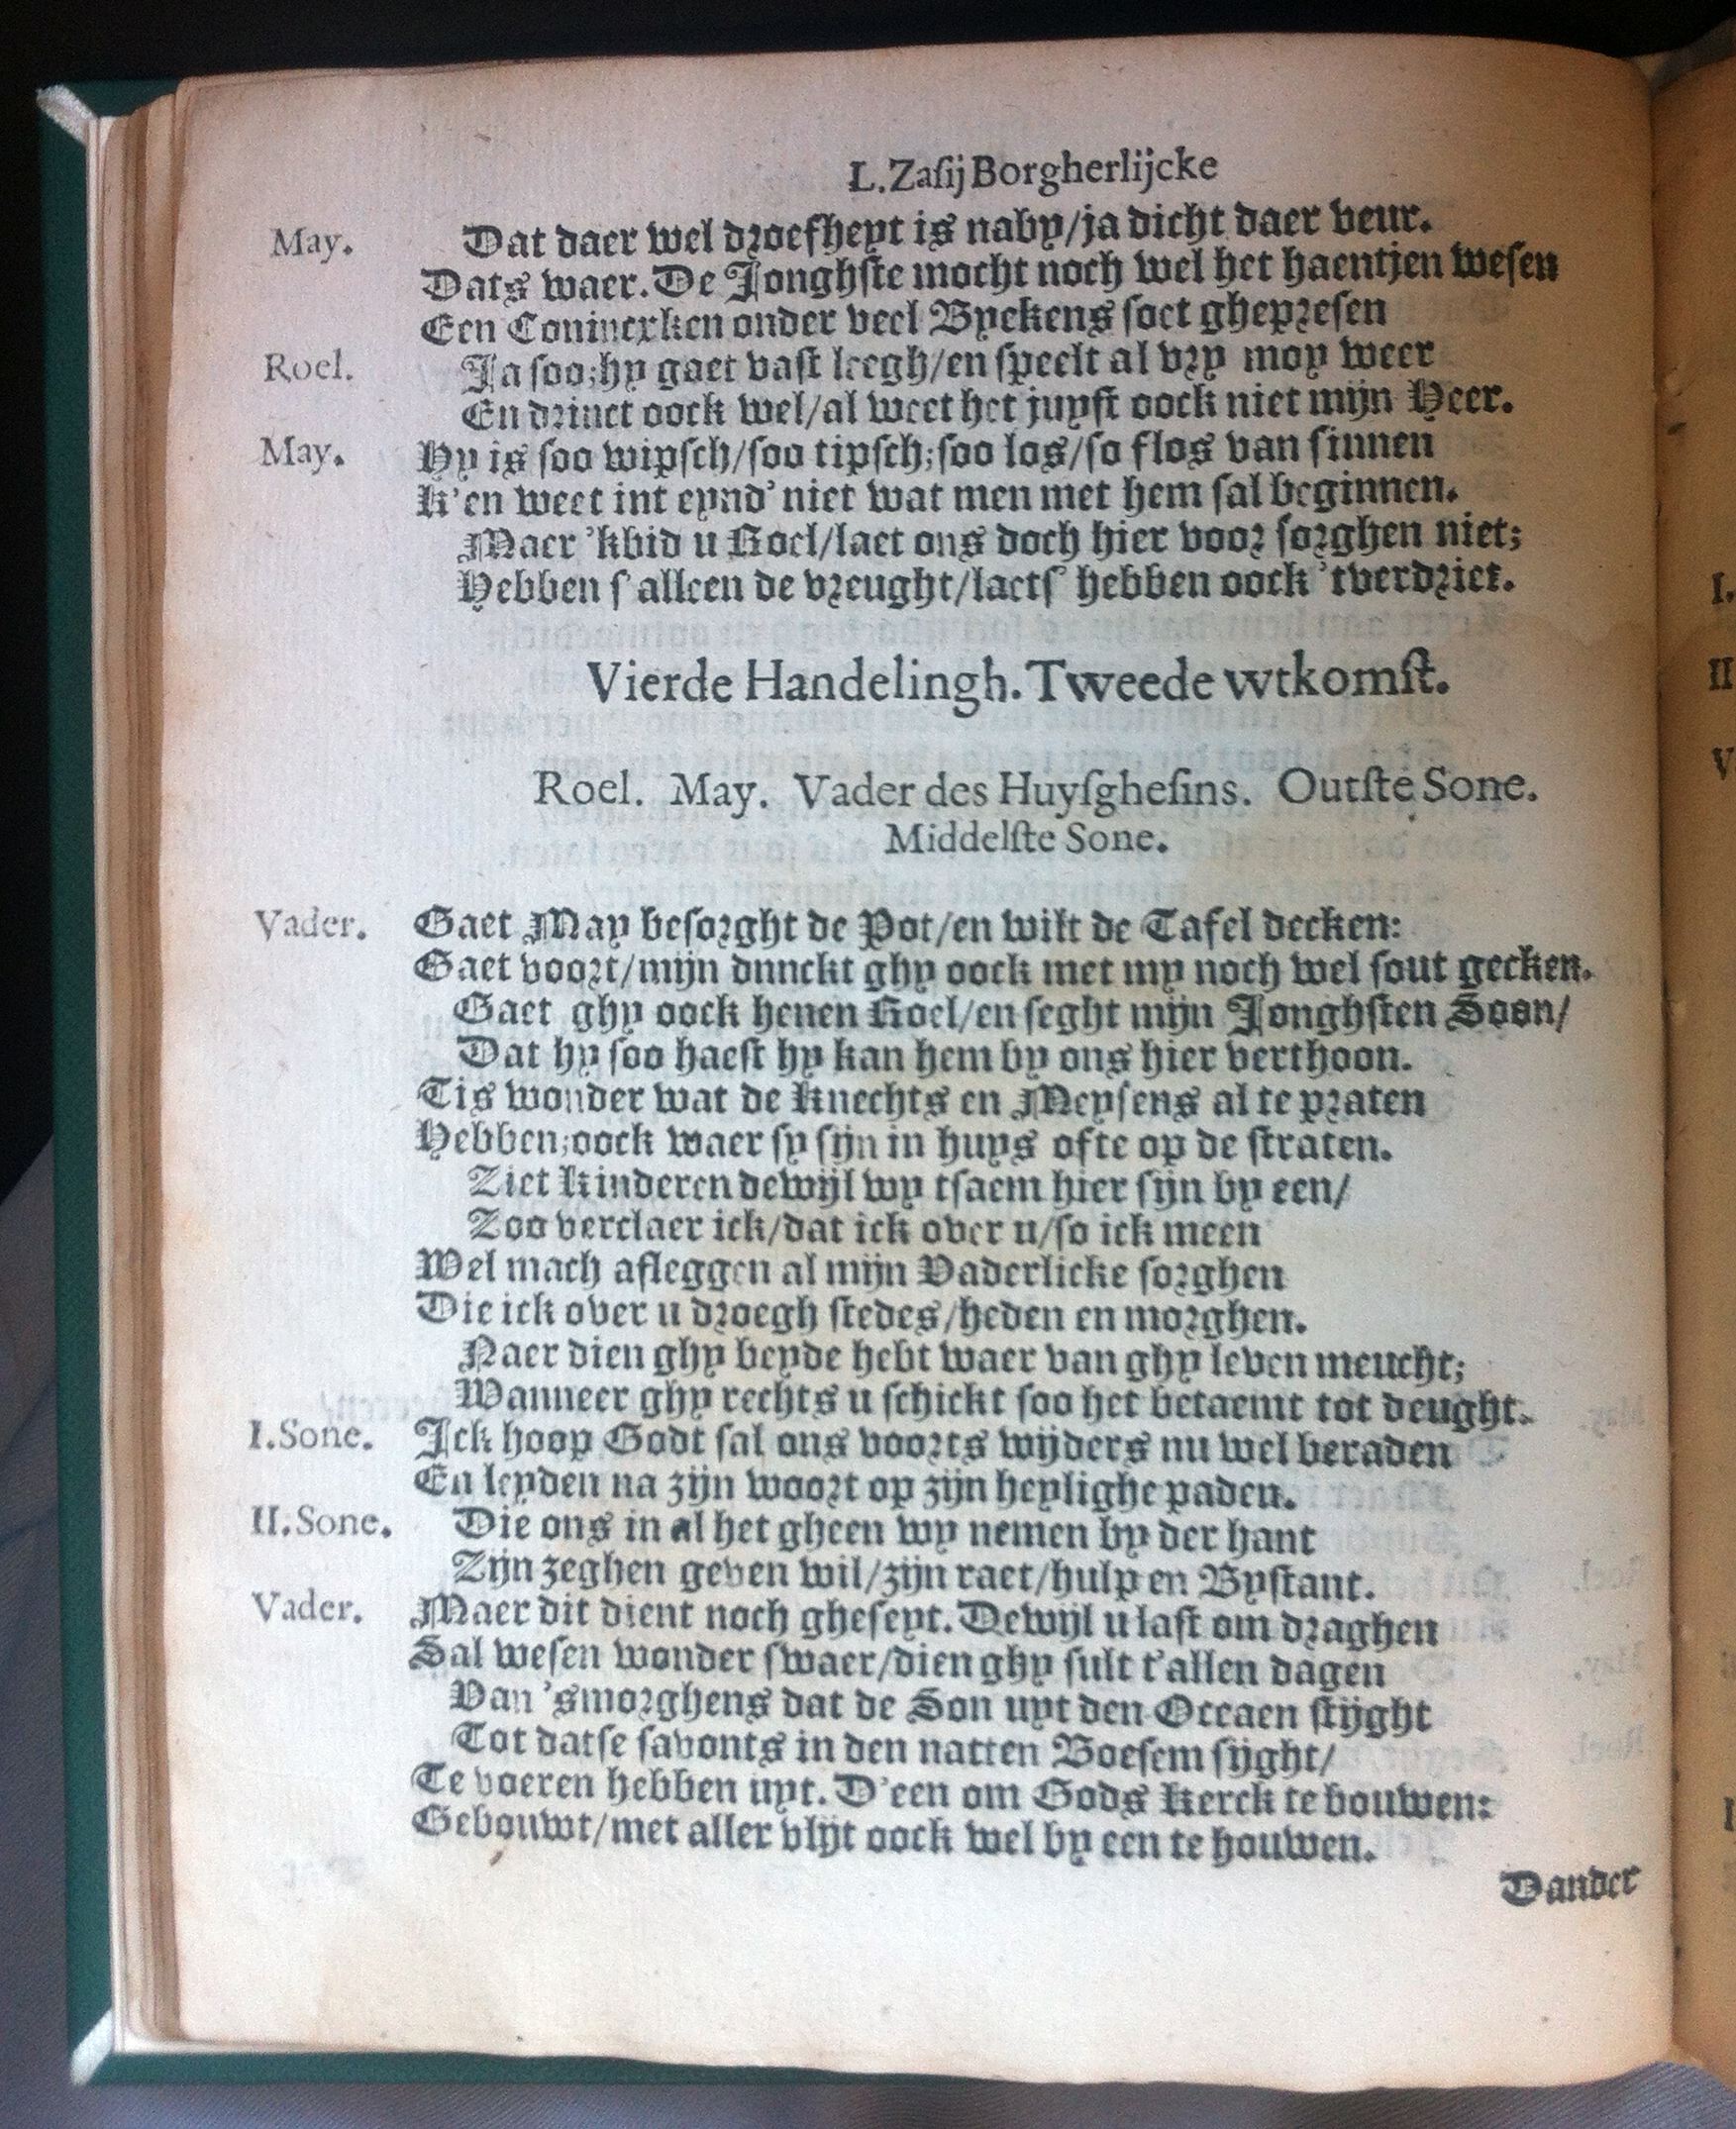 L. Zasij Borgherlijcke
Dat daer wel droefheyt is naby/ja dicht daer veur.
May. Dats waer. De Jonghste mocht noch wel het haentjen wesen
Een Conincxken onder veel Byekens soet ghepresen
Roel. Ja soo;hy gaet vast leegh/en speelt al vry moy weer
En drinct oock wel/al weet het juyst oock niet mijn Heer.
May. Hy is soo wipsch/soo tipsch;soo los/so flos van sinnen
K'en weet int eynd' niet wat men met hem sal beginnen.
Maer 'kbid u Roel/laet ons doch hier voor sorghen niet;
Hebben s'alleen de vreught/laets' hebben oock 'tverdriet.
Vierde Handelingh. Tweede wtkomst.
Roel. May. Vader des Huysghesins. Outste Sone.
Middelste Sone.
Vader. Gaet May besorght de Pot/en wilt de Tafel decken:
Gaet voort/mijn dunckt ghy oock met my noch wel sout gecken.
Gaet ghy oock henen Roel/en seght mijn Jonghsten Soon/
Dat hy soo haest hy kan hem by ons hier verthoon.
Tis wonder wat de Knechts en Meysens al te praten
Hebben;oock waer sy sijn in huys ofte op de straten.
Ziet Kinderen dewijl wy tsaem hier sijn by een/
Zoo verclaer ick/dat ick over u/so ick meen
Wel mach afleggen al mijn Vaderlicke sorghen
Die ick over u droegh stedes/heden en morghen.
Naer dien ghy beyde hebt waer van ghy leven meucht;
Wanneer ghy rechts u schickt soo het betaemt tot deught.
I. Sone. Ick hoop Godt sal ons voorts wijders nu wel beraden
En leyden na zijn woort op zijn heylighe paden.
II. Sone. Die ons in al het gheen wy nemen by der hant
Zijn zeghen geven wil/zijn raet/hulp en Bystant.
Vader. Maer dit dient noch gheseyt. Dewijl u last om draghen
Sal wesen wonder swaer/dien ghy sult t'allen dagen
Van 'smorghens dat de Son uyt den Oceaen stijght
Tot datse savonts in den natten Boesem sijght/
Te voeren hebben uyt. D'een om Gods Kerck te bouwen:
Gebouwt/met aller vlijt oock wel by een te houwen.
Dander